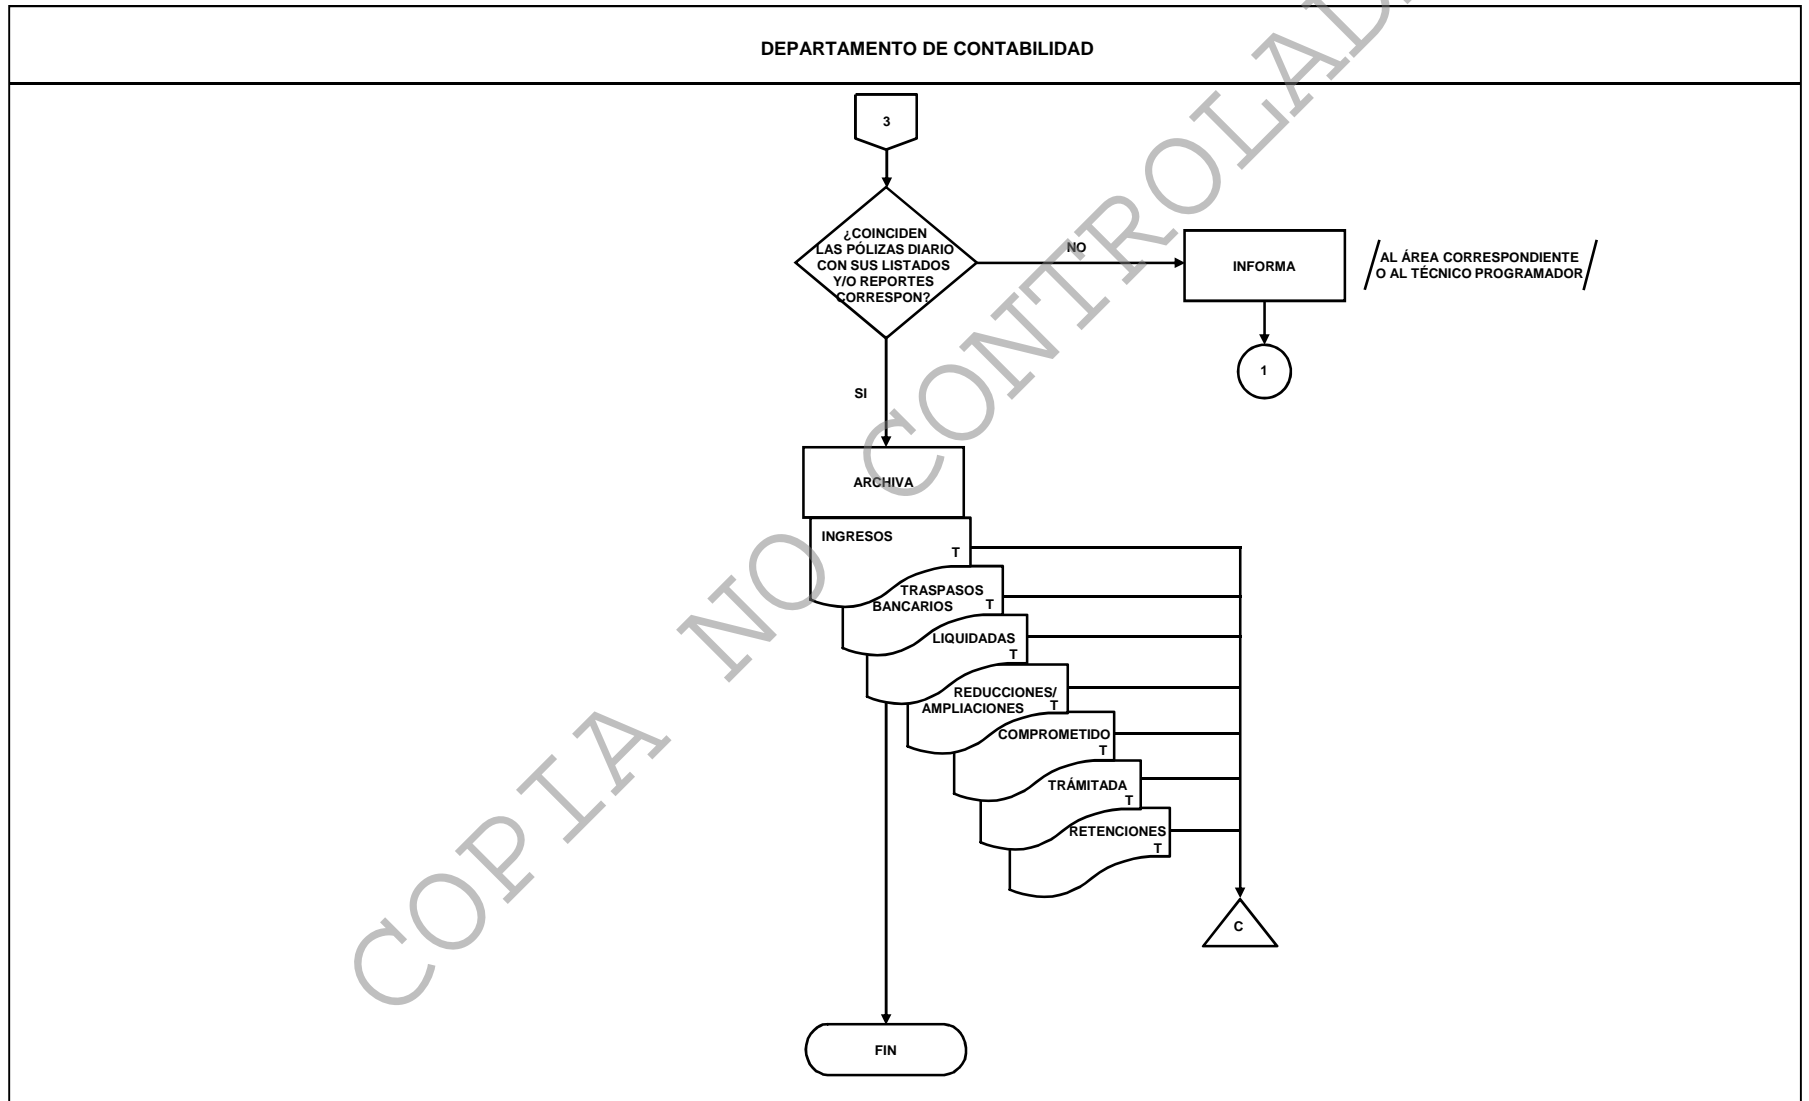 DEPARTAMENTO DE CONTABILIDAD
3
¿COINCIDEN
LAS PÓLIZAS DIARIO
CON SUS LISTADOS
Y/O REPORTES
CORRESPON?
NO
INFORMA
AL ÁREA CORRESPONDIENTE
O AL TÉCNICO PROGRAMADOR
1
SI
ARCHIVA
INGRESOS
T
TRASPASOS
BANCARIOS
T
LIQUIDADAS
T
REDUCCIONES/
AMPLIACIONES
T
COMPROMETIDO
T
TRÁMITADA
T
RETENCIONES
T
C
FIN
COPIA NO CONTROLAD